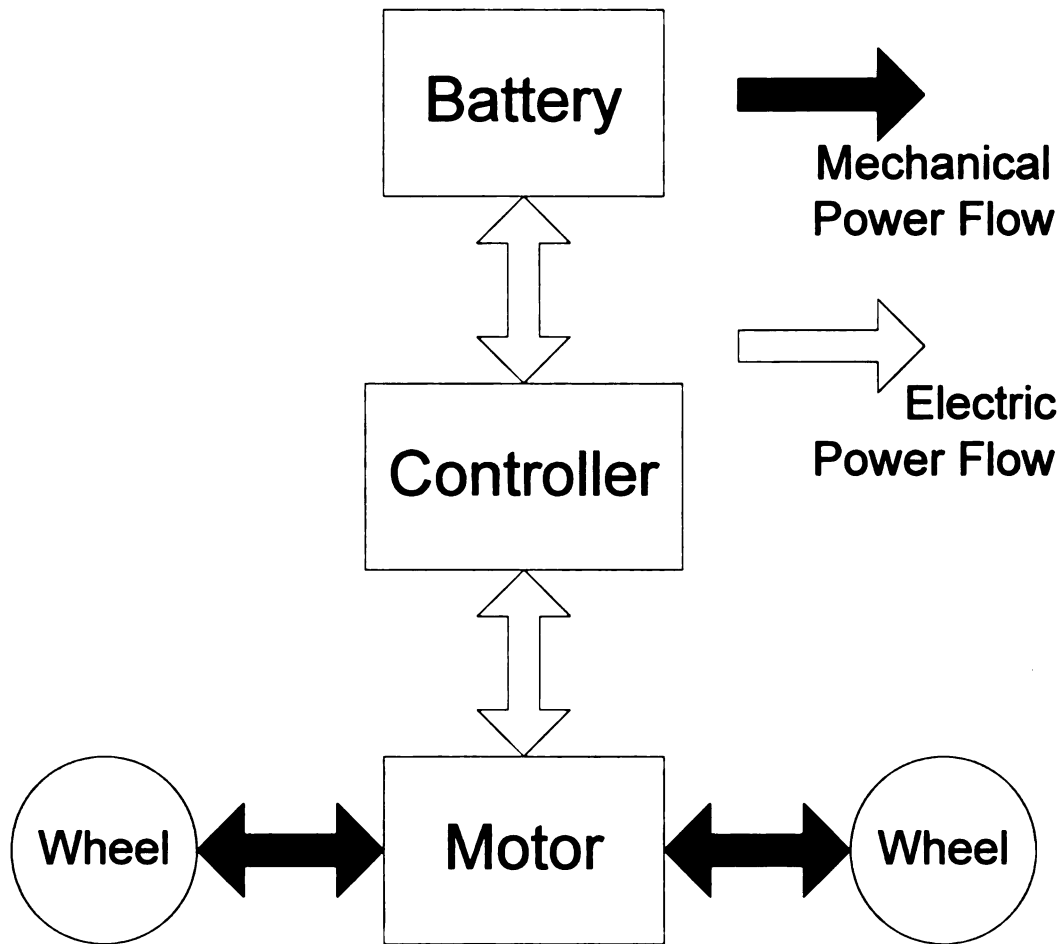 Battery
Mechanical
Power Flow
Electric
Power Flow
Controller
Wheel
Motor
Wheel